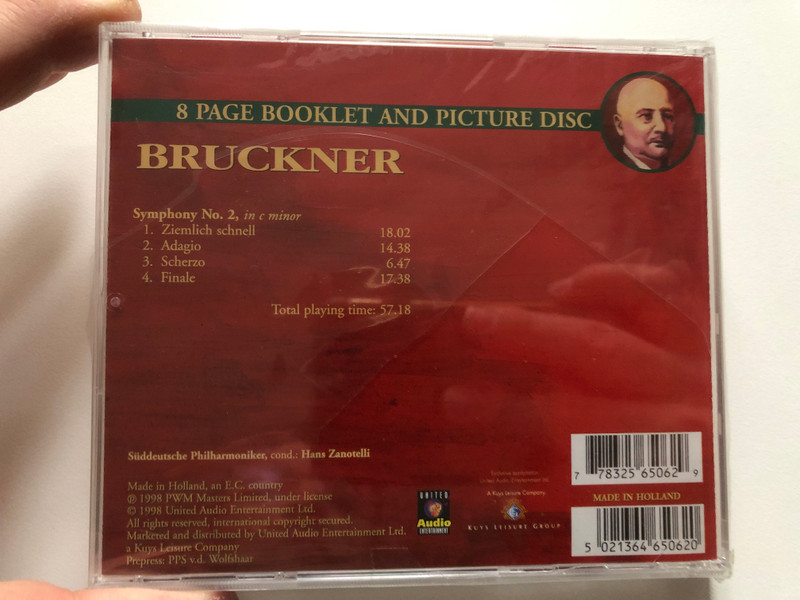 8 PAGE BOOKLET AND PICTURE DISC
BRUCKNER
Symphony No. 2, in c minor
1. Ziemlich schnell 18.02
2. Adagio 14.38
3. Scherzo 6.47
4. Finale 17.38
Total playing time: 57.18
Süddeutsche Philharmoniker, cond.: Hans Zanotelli
Made in Holland, an E.C. country
℗ 1998 PWM Masters Limited, under license
© 1998 United Audio Entertainment Ltd.
All rights reserved, international copyright secured.
Marketed and distributed by United Audio Entertainment Ltd.
a Kuys Leisure Company
Prepress: PPS v.d. Wolfshaar
UNITED
Audio
ENTERTAINMENT
United Audio Entertainment Ltd
A Kuys Leisure Company
KUYS LEISURE GROUP
7 78325 65062 9
MADE IN HOLLAND
5 021364 650620